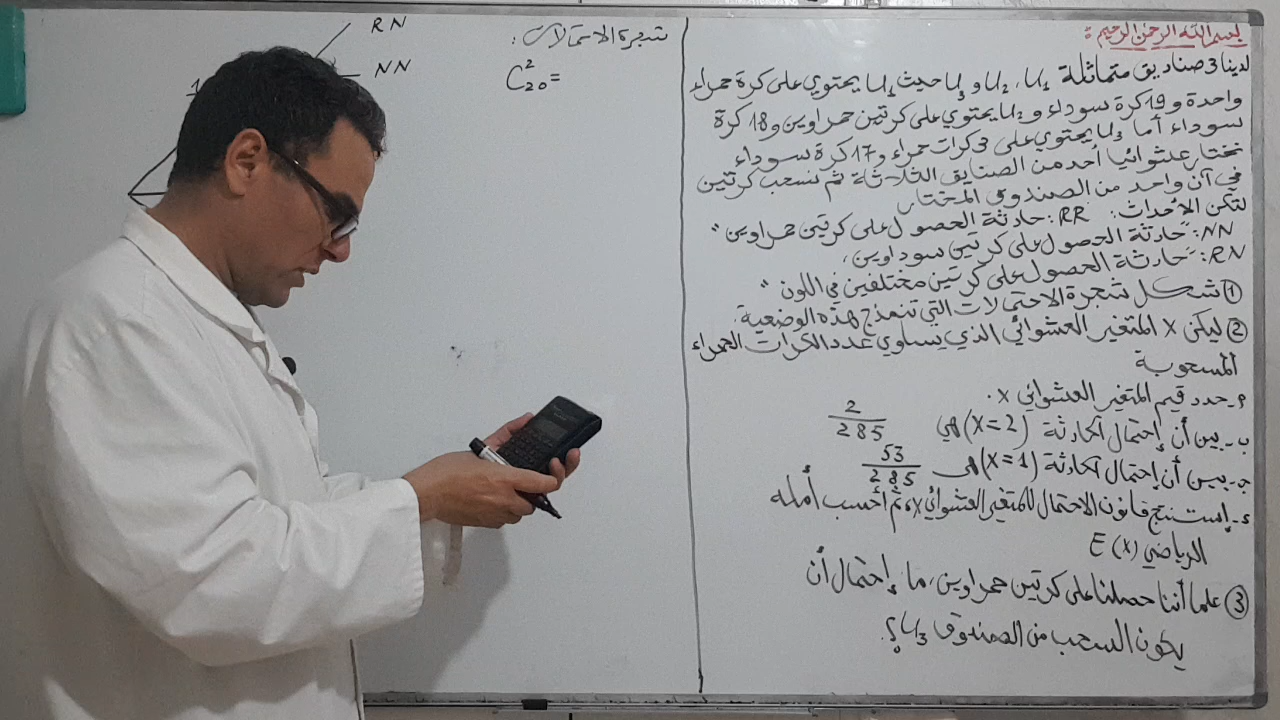 بسم الله الرحمن الرحيم:
لدينا 3 صناديق متماثلة U₁، U₂ و U₃ حيث U₁ يحتوي على كرة حمراء
واحدة و 19 كرة سوداء و U₂ يحتوي على كرتين حمراوين و 18 كرة
سوداء أما U₃ يحتوي على 3 كرات حمراء و 17 كرة سوداء
نختار عشوائيا أحد من الصنايق الثلاثة ثم نسحب كرتين
في آن واحد من الصندوق المختار
لتكن الأحداث: RR: حادثة الحصول على كرتين حمراوين"
NN: "حادثة الحصول على كرتين سوداوين،
RN: "حادثة الحصول على كرتين مختلفين في اللون"
① شكل شجرة الاحتمالات التي تنمذج هذه الوضعية.
② ليكن X المتغير العشوائي الذي يساوي عدد الكرات الحمراء
المسحوبة
أ- حدد قيم المتغير العشوائي X.
ب- بين أن إحتمال الحادثة (X=2) هي 2/285
ج- بين أن إحتمال الحادثة (X=1) هي 53/285
د- إستنتج قانون الاحتمال للمتغير العشوائي X، ثم أحسب أمله
الرياضي E(X)
③ علما أننا حصلنا على كرتين حمراوين، ما إحتمال أن
يكون السحب من الصندوق U₃؟
شجرة الاحتمالات:
C²₂₀=
RN
NN
1